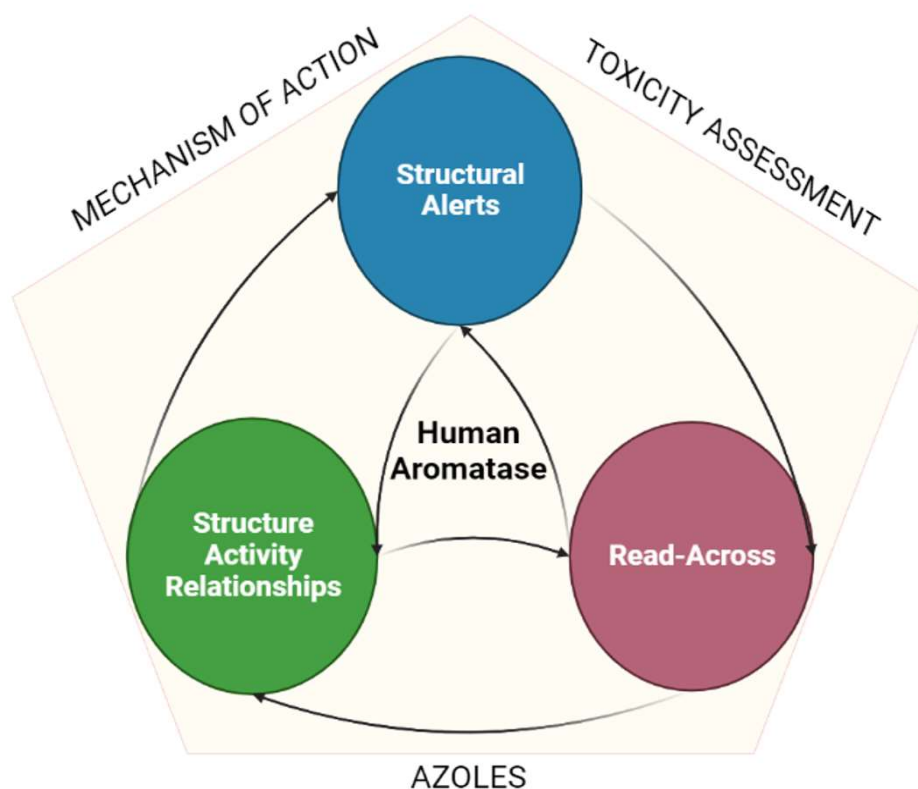 MECHANISM OF ACTION
TOXICITY ASSESSMENT
Structural
Alerts
Human
Aromatase
Structure
Activity
Relationships
Read-Across
AZOLES